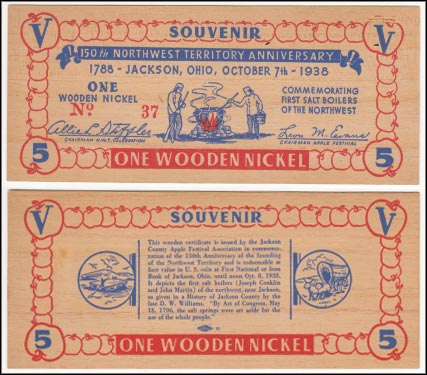 V SOUVENIR V
150th NORTHWEST TERRITORY ANNIVERSARY
1788 - JACKSON, OHIO, OCTOBER 7th - 1938
ONE
WOODEN NICKEL
No. 37
COMMEMORATING
FIRST SALT BOILERS
OF THE NORTHWEST
Leon M. Evans
CHAIRMAN N.W.T. CELEBRATION
CHAIRMAN APPLE FESTIVAL
5 ONE WOODEN NICKEL 5
V SOUVENIR V
This wooden certificate is issued by the Jackson
County Apple Festival Association in commemo-
ration of the 150th Anniversary of the founding
of the Northwest Territory and is redeemable at
face value in U. S. coin at First National or Iron
Bank of Jackson, Ohio, until noon Oct. 8, 1938.
It depicts the first salt boilers (Joseph Conklin
and John Martin) of the northwest, near Jackson,
as given in a History of Jackson County by the
late D. W. Williams. "By Act of Congress, May
16, 1796, the salt springs were set aside for the
use of the whole people."
5 ONE WOODEN NICKEL 5